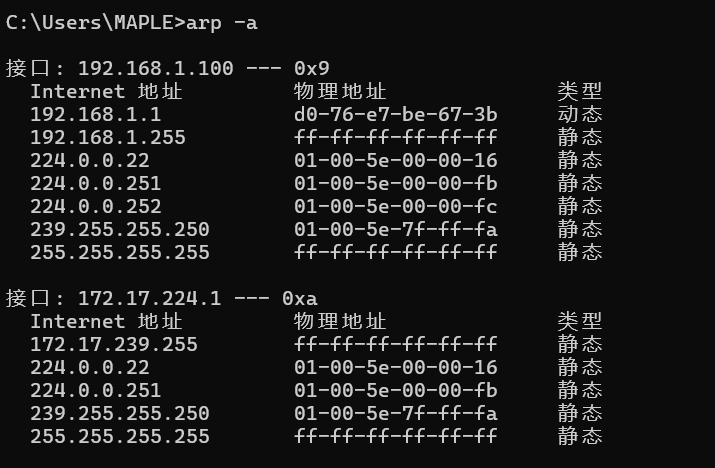 C:\Users\MAPLE>arp -a
接口: 192.168.1.100 --- 0x9
Internet 地址 物理地址 类型
192.168.1.1 d0-76-e7-be-67-3b 动态
192.168.1.255 ff-ff-ff-ff-ff-ff 静态
224.0.0.22 01-00-5e-00-00-16 静态
224.0.0.251 01-00-5e-00-00-fb 静态
224.0.0.252 01-00-5e-00-00-fc 静态
239.255.255.250 01-00-5e-7f-ff-fa 静态
255.255.255.255 ff-ff-ff-ff-ff-ff 静态
接口: 172.17.224.1 --- 0xa
Internet 地址 物理地址 类型
172.17.239.255 ff-ff-ff-ff-ff-ff 静态
224.0.0.22 01-00-5e-00-00-16 静态
224.0.0.251 01-00-5e-00-00-fb 静态
239.255.255.250 01-00-5e-7f-ff-fa 静态
255.255.255.255 ff-ff-ff-ff-ff-ff 静态